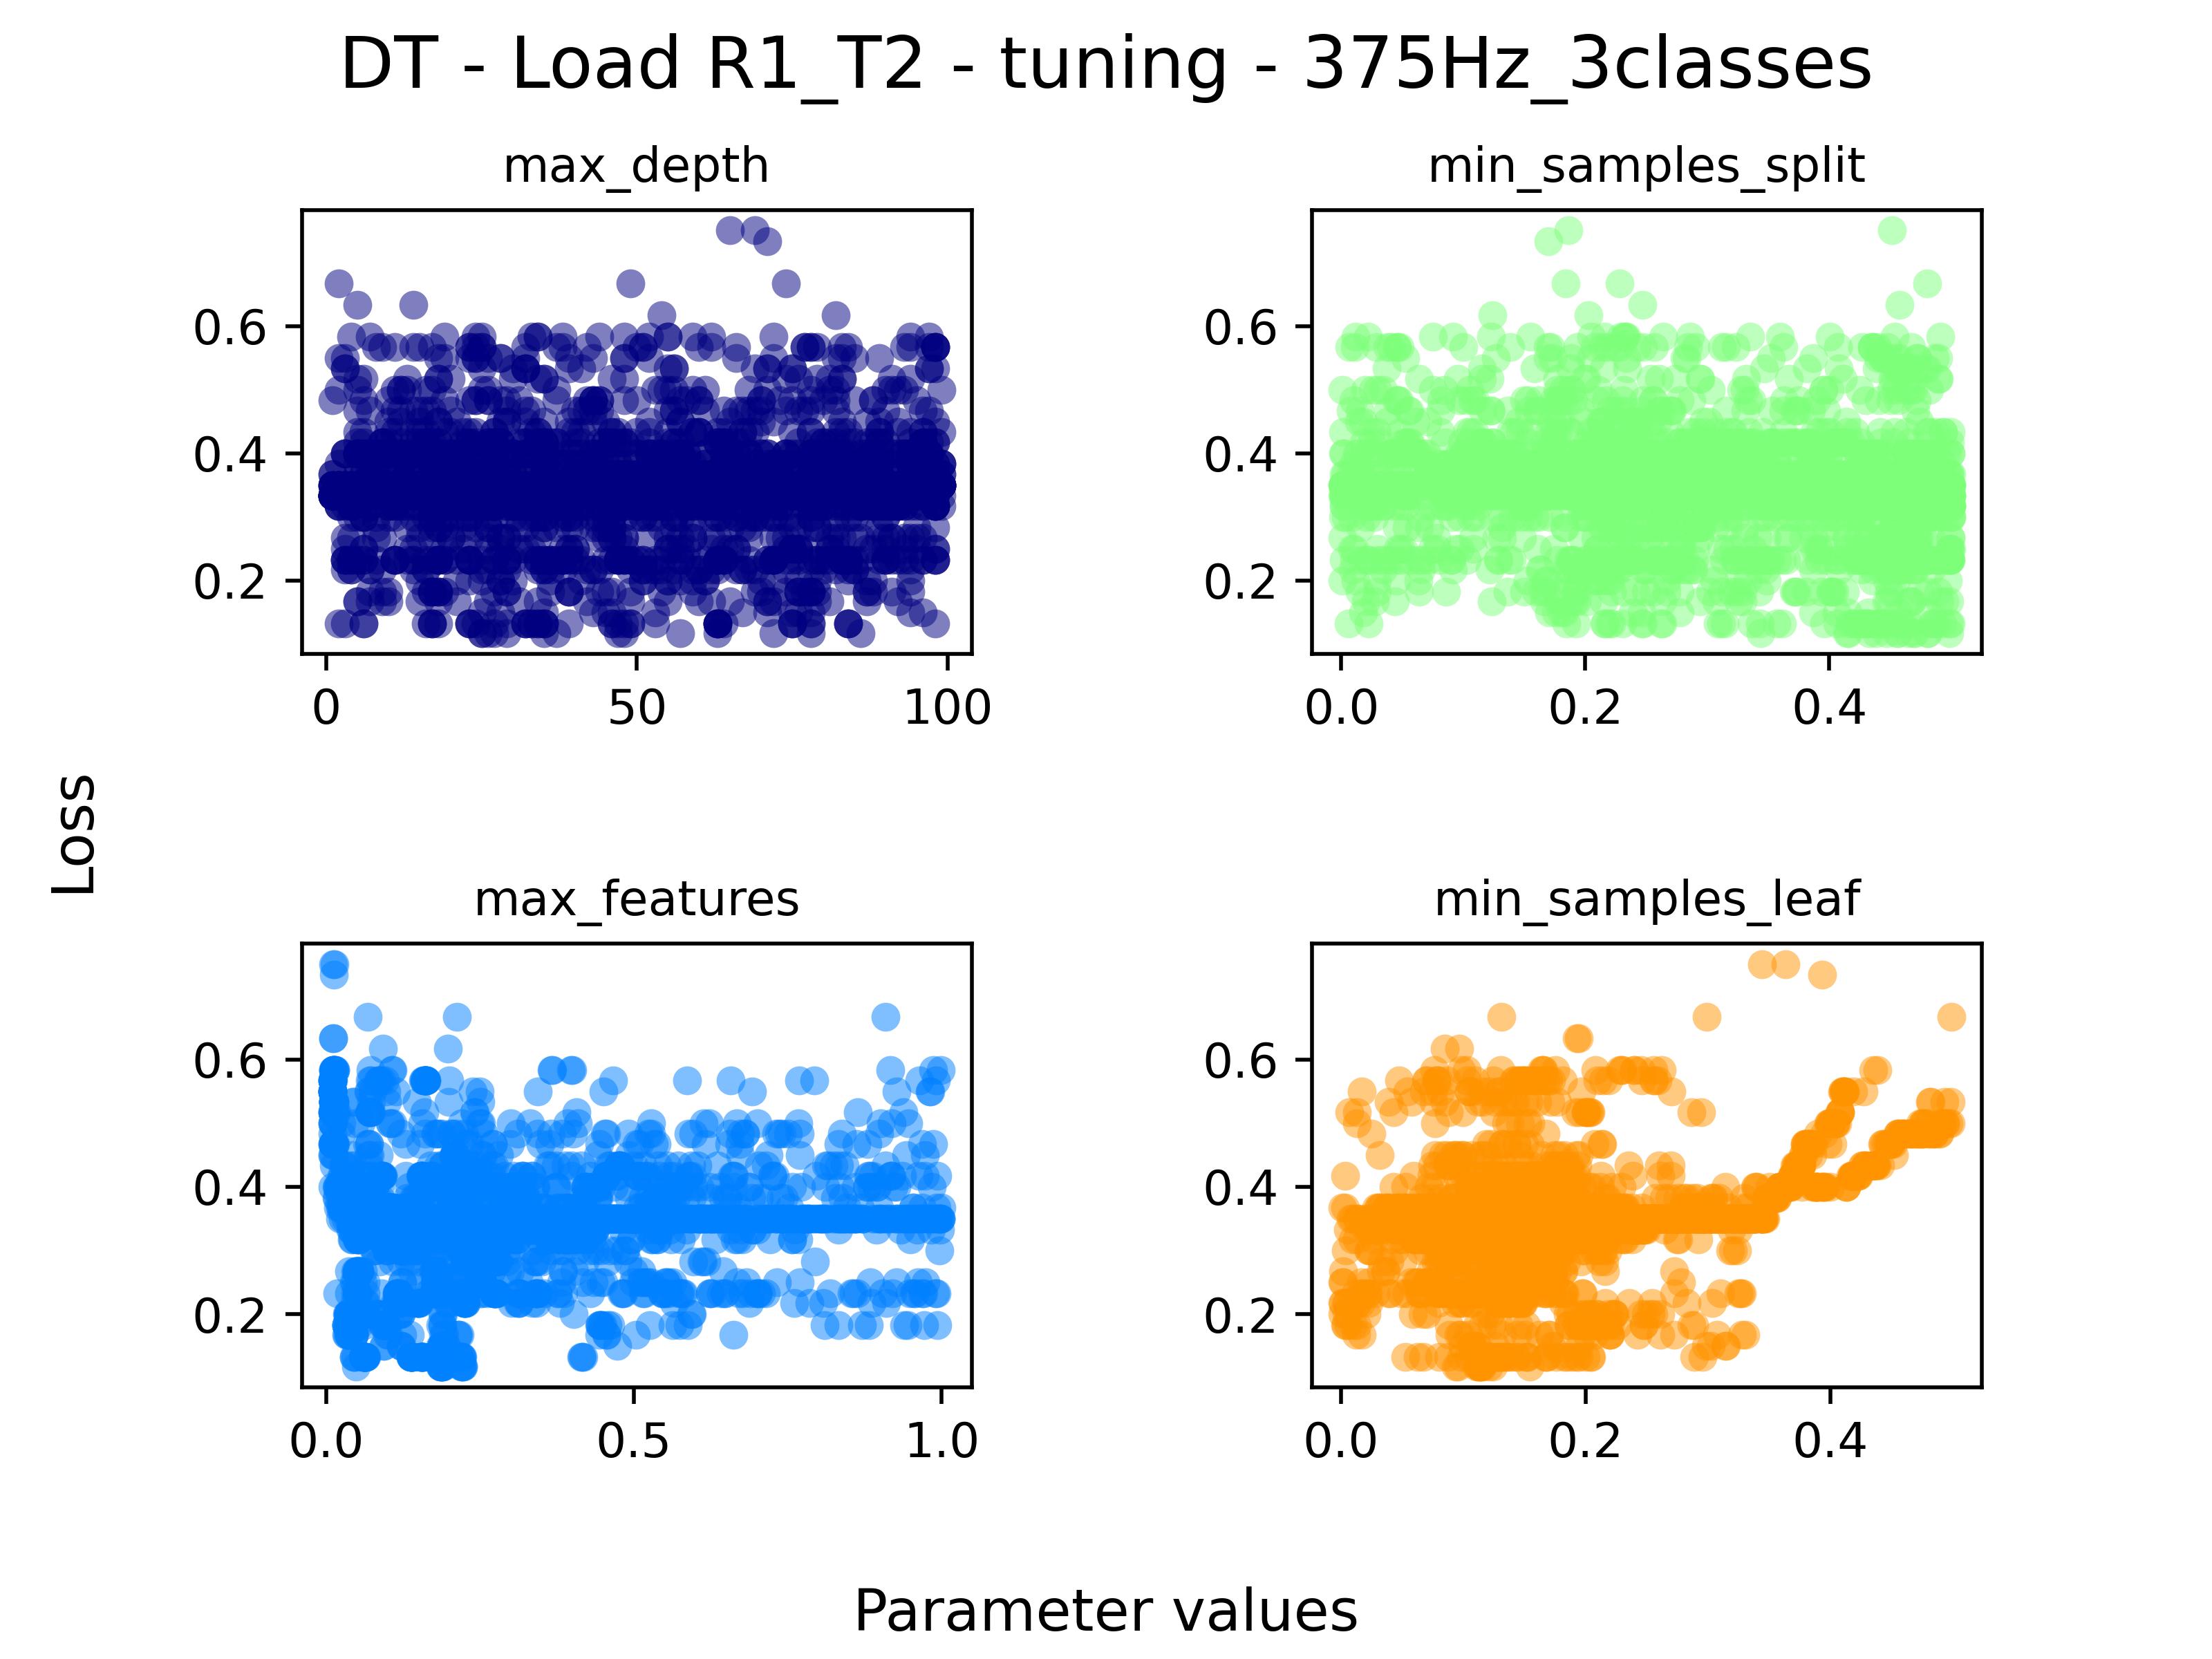 DT - Load R1_T2 - tuning - 375Hz_3classes
max_depth
min_samples_split
0.6
0.4
0.2
0 50 100
0.6
0.4
0.2
0.0 0.2 0.4
Loss
max_features
min_samples_leaf
0.6
0.4
0.2
0.0 0.5 1.0
0.6
0.4
0.2
0.0 0.2 0.4
Parameter values